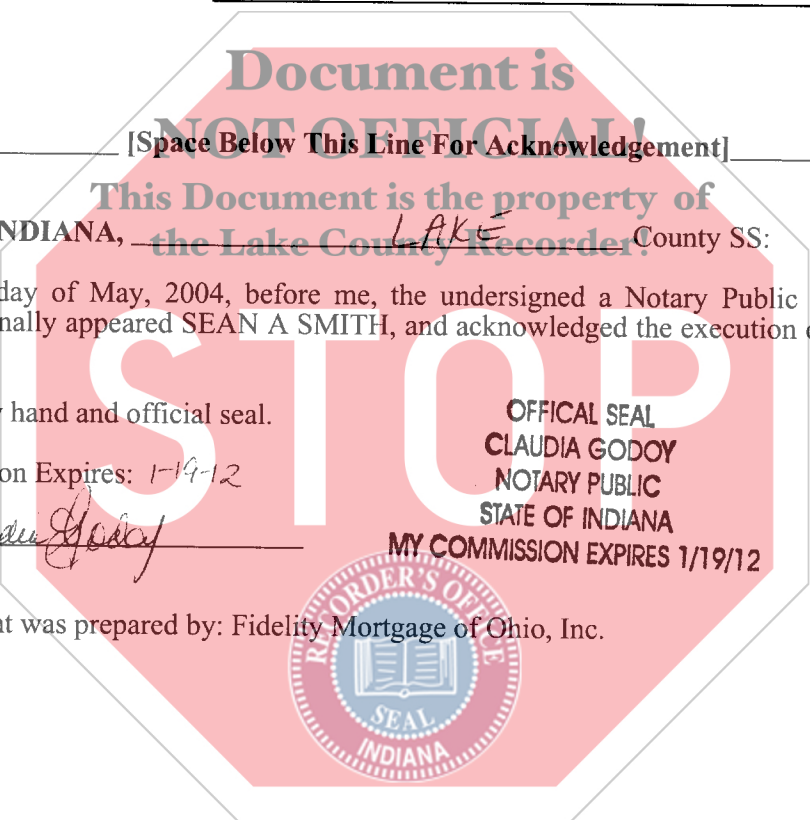 Document is
NOT OFFICIAL!
[Space Below This Line For Acknowledgement]
This Document is the property of
the Lake County Recorder!
NDIANA, LAKE County SS:
day of May, 2004, before me, the undersigned a Notary Public
nally appeared SEAN A SMITH, and acknowledged the execution
STOP
hand and official seal.
on Expires: 1-19-12
Godoy
OFFICAL SEAL
CLAUDIA GODOY
NOTARY PUBLIC
STATE OF INDIANA
MY COMMISSION EXPIRES 1/19/12
t was prepared by: Fidelity Mortgage of Ohio, Inc.
RECORDER'S OFFICE
SEAL
INDIANA